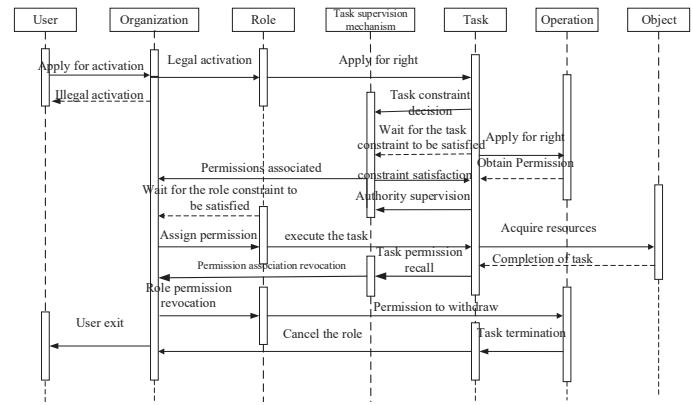 User
Organization
Role
Task supervision
mechanism
Task
Operation
Object
Apply for activation
Legal activation
Apply for right
Illegal activation
Task constraint
decision
Wait for the task
constraint to be satisfied
Apply for right
Obtain Permission
Permissions associated
constraint satisfaction
Wait for the role constraint to
be satisfied
Authority supervision
Assign permission
execute the task
Acquire resources
Task permission
recall
Completion of task
Permission association revocation
Role permission
revocation
Permission to withdraw
User exit
Cancel the role
Task termination